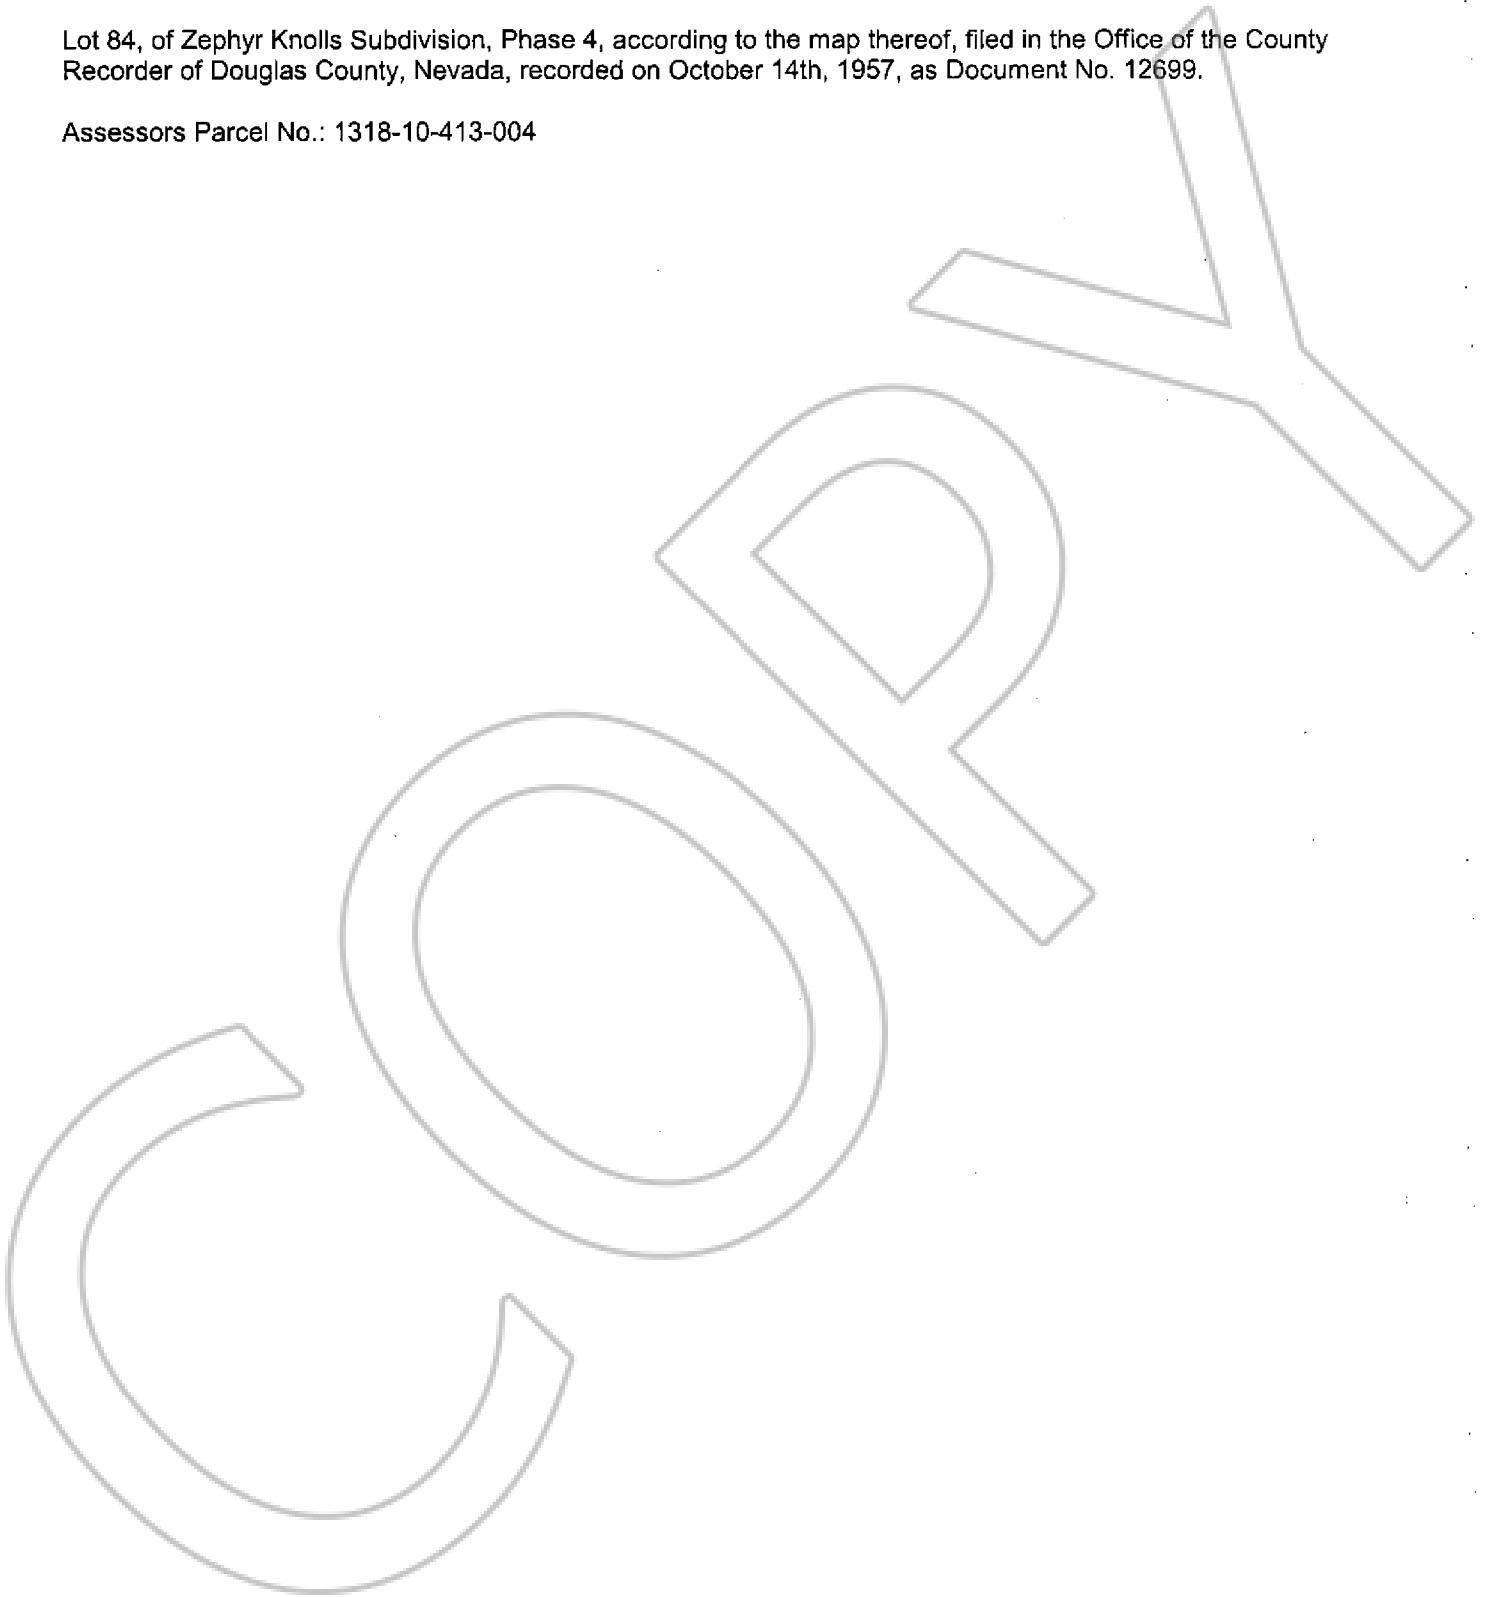 Lot 84, of Zephyr Knolls Subdivision, Phase 4, according to the map thereof, filed in the Office of the County
Recorder of Douglas County, Nevada, recorded on October 14th, 1957, as Document No. 12699.
Assessors Parcel No.: 1318-10-413-004
COPY